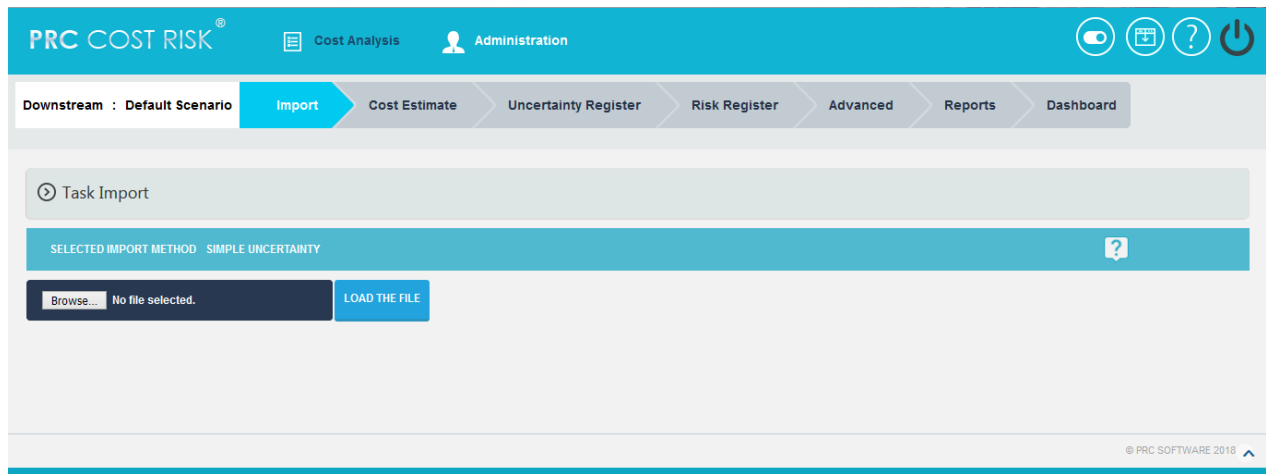 PRC COST RISK®
Cost Analysis
Administration
?
Downstream : Default Scenario
Import
Cost Estimate
Uncertainty Register
Risk Register
Advanced
Reports
Dashboard
Task Import
SELECTED IMPORT METHOD SIMPLE UNCERTAINTY
?
Browse... No file selected.
LOAD THE FILE
© PRC SOFTWARE 2018